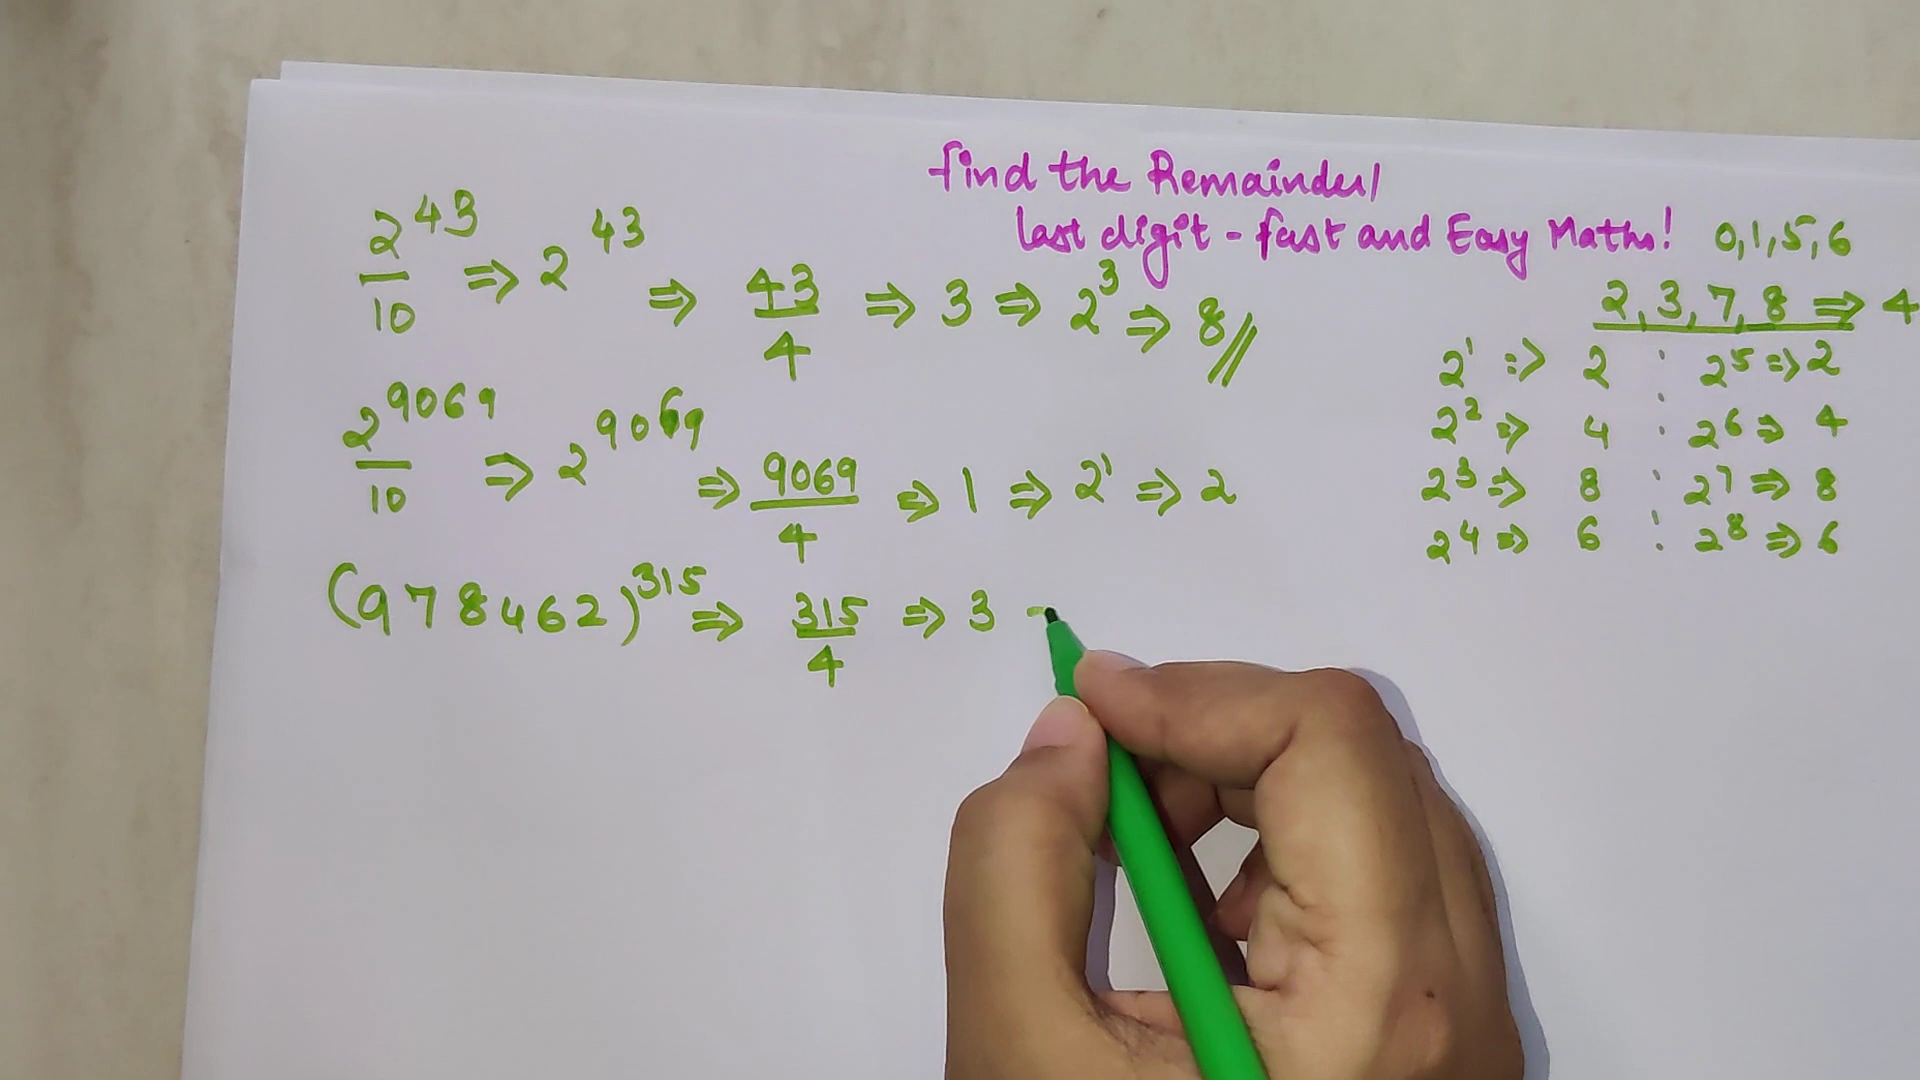 find the Remainder/
last digit - fast and Easy Maths!
0,1,5,6
2,3,7,8 ⇒ 4
2^43/10 ⇒ 2^43 ⇒ 43/4 ⇒ 3 ⇒ 2^3 ⇒ 8//
2^9069/10 ⇒ 2^9069 ⇒ 9069/4 ⇒ 1 ⇒ 2^1 ⇒ 2
(978462)^315 ⇒ 315/4 ⇒ 3 -
2^1 ⇒ 2 : 2^5 ⇒ 2
2^2 ⇒ 4 : 2^6 ⇒ 4
2^3 ⇒ 8 : 2^7 ⇒ 8
2^4 ⇒ 6 : 2^8 ⇒ 6